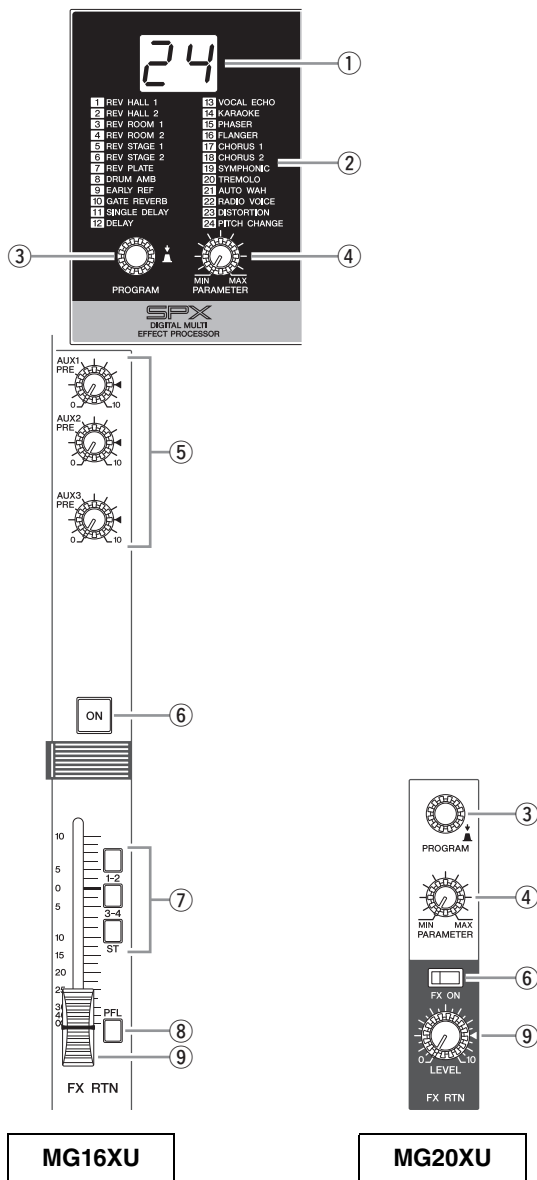 24
①
1 REV HALL 1
2 REV HALL 2
3 REV ROOM 1
4 REV ROOM 2
5 REV STAGE 1
6 REV STAGE 2
7 REV PLATE
8 DRUM AMB
9 EARLY REF
10 GATE REVERB
11 SINGLE DELAY
12 DELAY
13 VOCAL ECHO
14 KARAOKE
15 PHASER
16 FLANGER
17 CHORUS 1
18 CHORUS 2
19 SYMPHONIC
20 TREMOLO
21 AUTO WAH
22 RADIO VOICE
23 DISTORTION
24 PITCH CHANGE
②
③
PROGRAM
MIN MAX
PARAMETER
④
SPX
DIGITAL MULTI
EFFECT PROCESSOR
AUX1
PRE
0 10
AUX2
PRE
0 10
AUX3
PRE
0 10
⑤
ON
⑥
10
5
0
5
10
15
20
1-2
3-4
ST
⑦
PFL
⑧
⑨
FX RTN
MG16XU
③
PROGRAM
④
MIN MAX
PARAMETER
⑥
FX ON
⑨
0 10
LEVEL
FX RTN
MG20XU